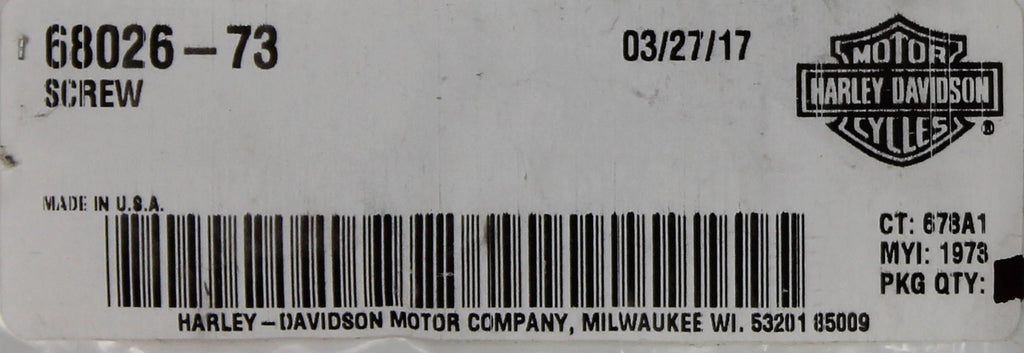 68026-73
SCREW
03/27/17
MOTOR
HARLEY DAVIDSON
CYCLES
®
MADE IN U.S.A.
CT: 678A1
MYI: 1973
PKG QTY:
HARLEY-DAVIDSON MOTOR COMPANY, MILWAUKEE WI. 53201 85009